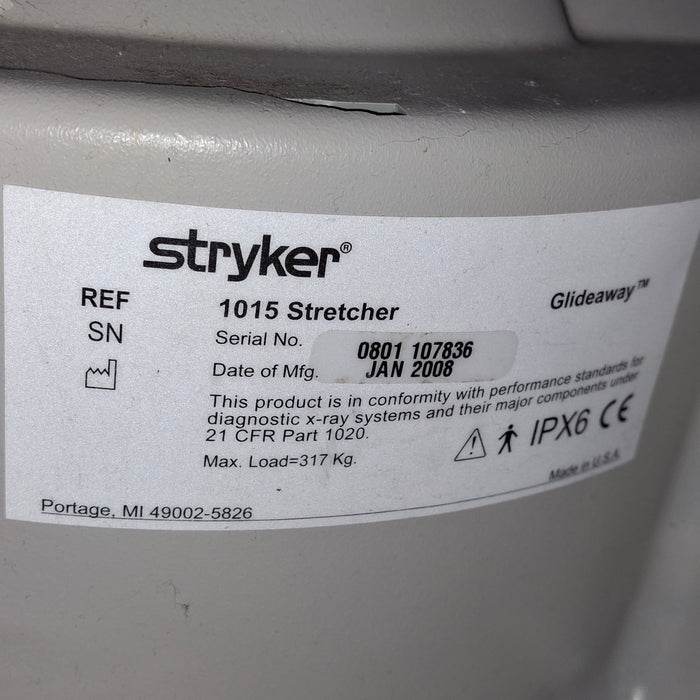 stryker®
REF 1015 Stretcher Glideaway™
SN Serial No. 0801 107836
Date of Mfg. JAN 2008
This product is in conformity with performance standards for
diagnostic x-ray systems and their major components under
21 CFR Part 1020.
IPX6 CE
Max. Load=317 Kg.
Made in U.S.A.
Portage, MI 49002-5826